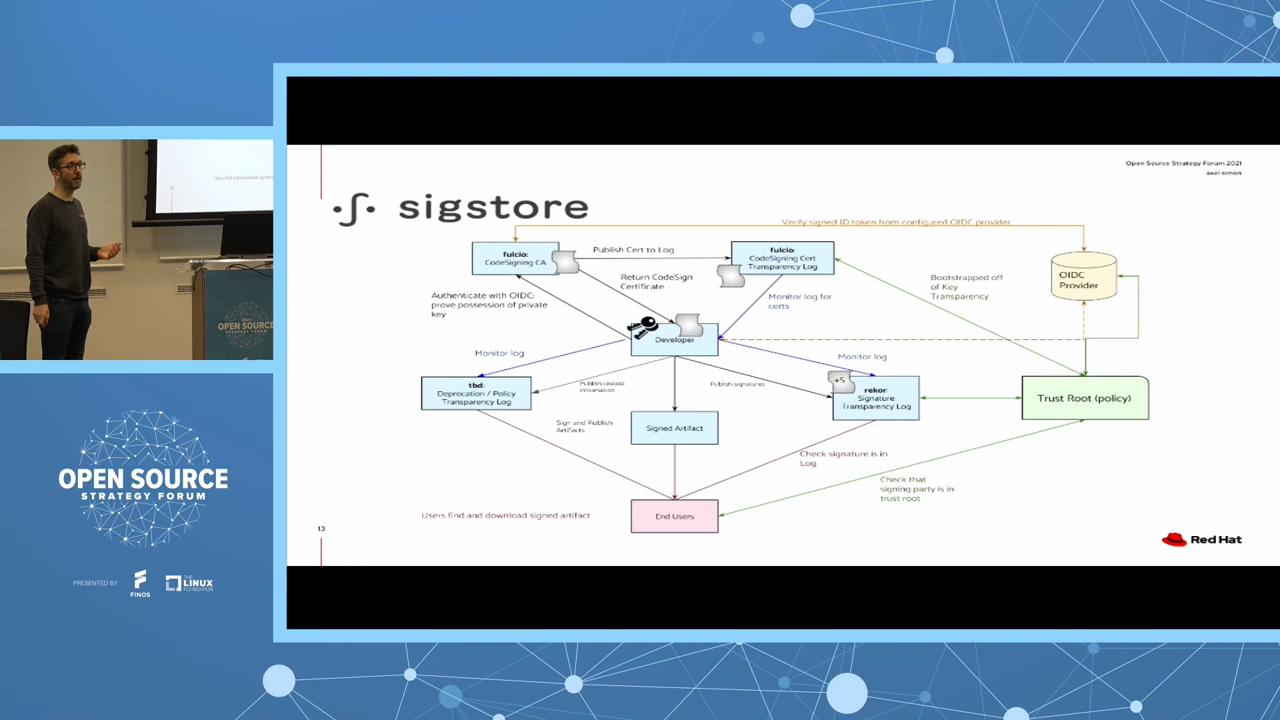 Open Source Strategy Forum 2021
axel simon
sigstore
Verify signed ID token from configured OIDC provider
fulcio:
CodeSigning CA
Publish Cert to Log
fulcio:
CodeSigning Cert
Transparency Log
OIDC
Provider
Return CodeSign
Certificate
Bootstrapped off
of Key
Transparency
Authenticate with OIDC:
prove possession of private
key
Monitor log for
certs
Developer
Monitor log
Monitor log
tbd:
Deprecation / Policy
Transparency Log
Publish release
information
Publish signatures
+5
rekor:
Signature
Transparency Log
Trust Root (policy)
Sign and Publish
Artifacts
Signed Artifact
Check signature is in
Log
Check that
signing party is in
trust root
Users find and download signed artifact
End Users
13
Red Hat
OPEN SOURCE
OPEN SOURCE
STRATEGY FORUM
PRESENTED BY
FINOS
THE
LINUX
FOUNDATION